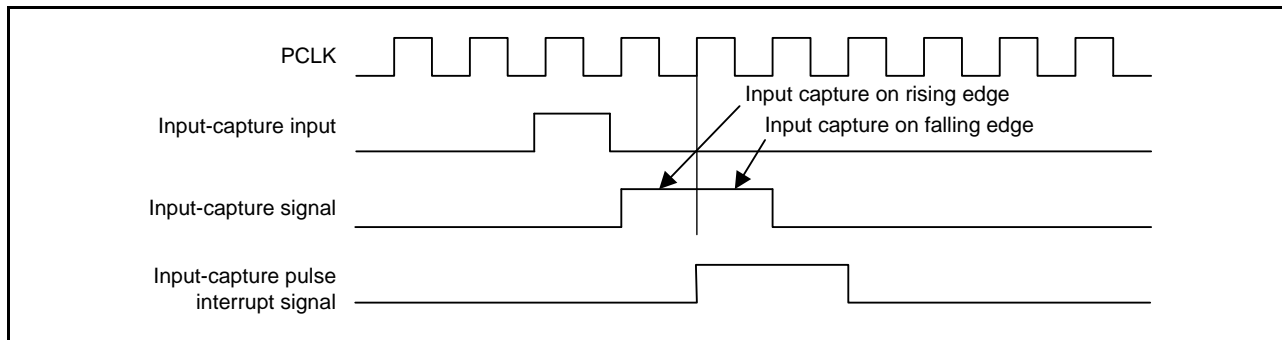 PCLK
Input capture on rising edge
Input-capture input
Input capture on falling edge
Input-capture signal
Input-capture pulse
interrupt signal